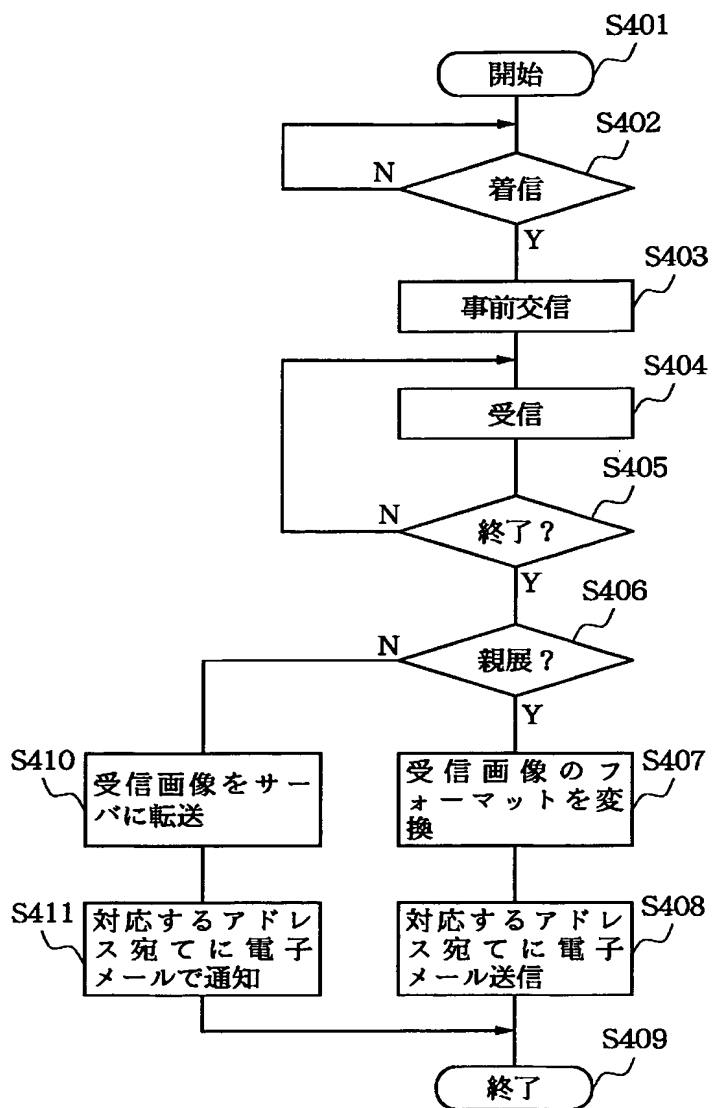 S401
開始
S402
着信
N
Y
S403
事前交信
S404
受信
S405
終了？
N
Y
S406
親展？
N
Y
S410
受信画像をサー
バに転送
S407
受信画像のフ
ォーマットを変
換
S411
対応するアドレ
ス宛てに電子
メールで通知
S408
対応するアドレ
ス宛てに電子
メール送信
S409
終了